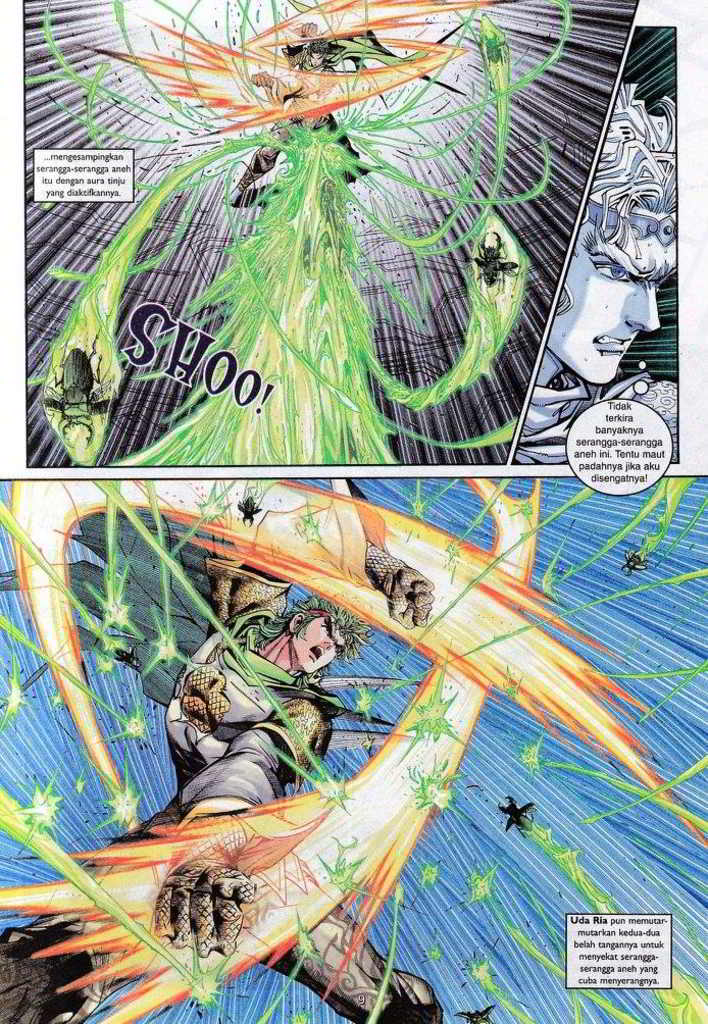 ...mengesampingkan
serangga-serangga aneh
itu dengan aura tinju
yang diaktifkannya.
SHOO!
Tidak
terkira
banyaknya
serangga-serangga
aneh ini. Tentu maut
padahnya jika aku
disengatnya!
Uda Ria pun memutar-
mutarkan kedua-dua
belah tangannya untuk
menyekat serangga-
serangga aneh yang
cuba menyerangnya.
9